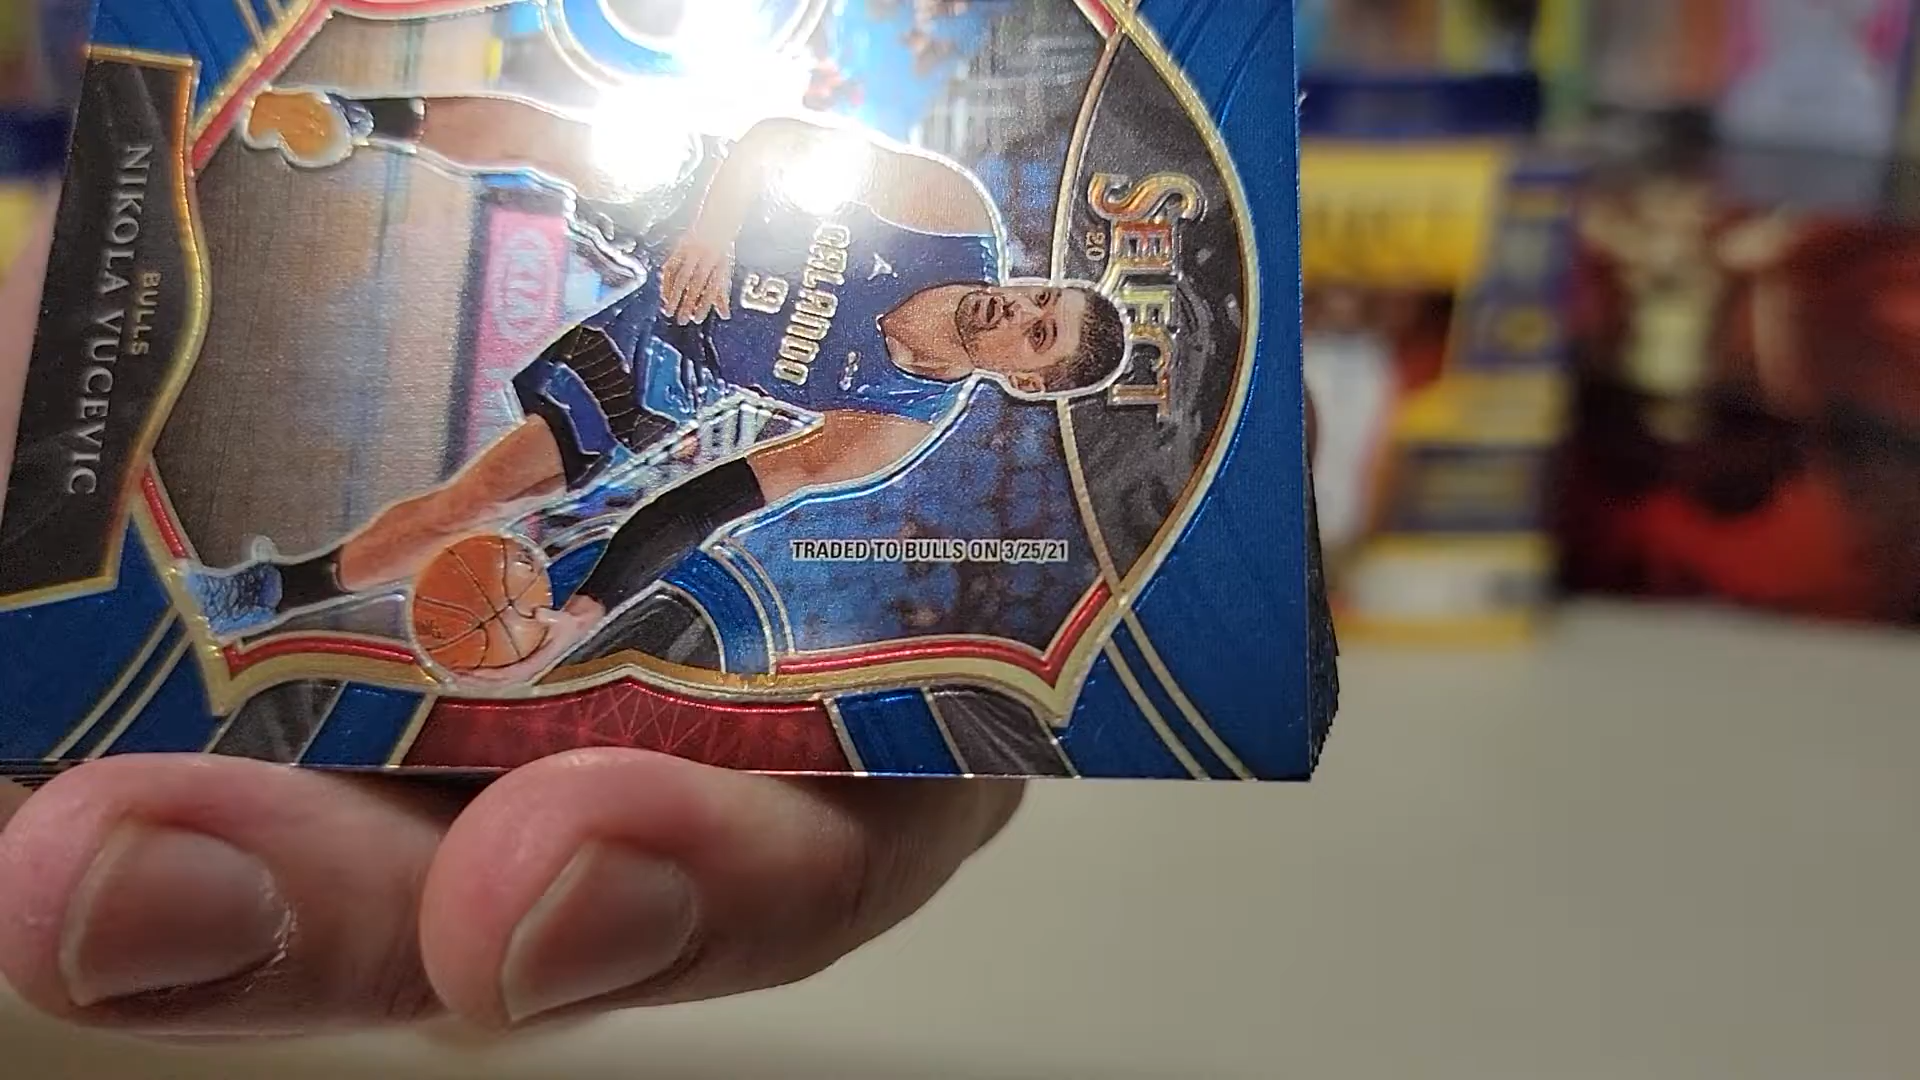 SELECT
20
ORLANDO
9
TRADED TO BULLS ON 3/25/21
BULLS
NIKOLA VUCEVIC